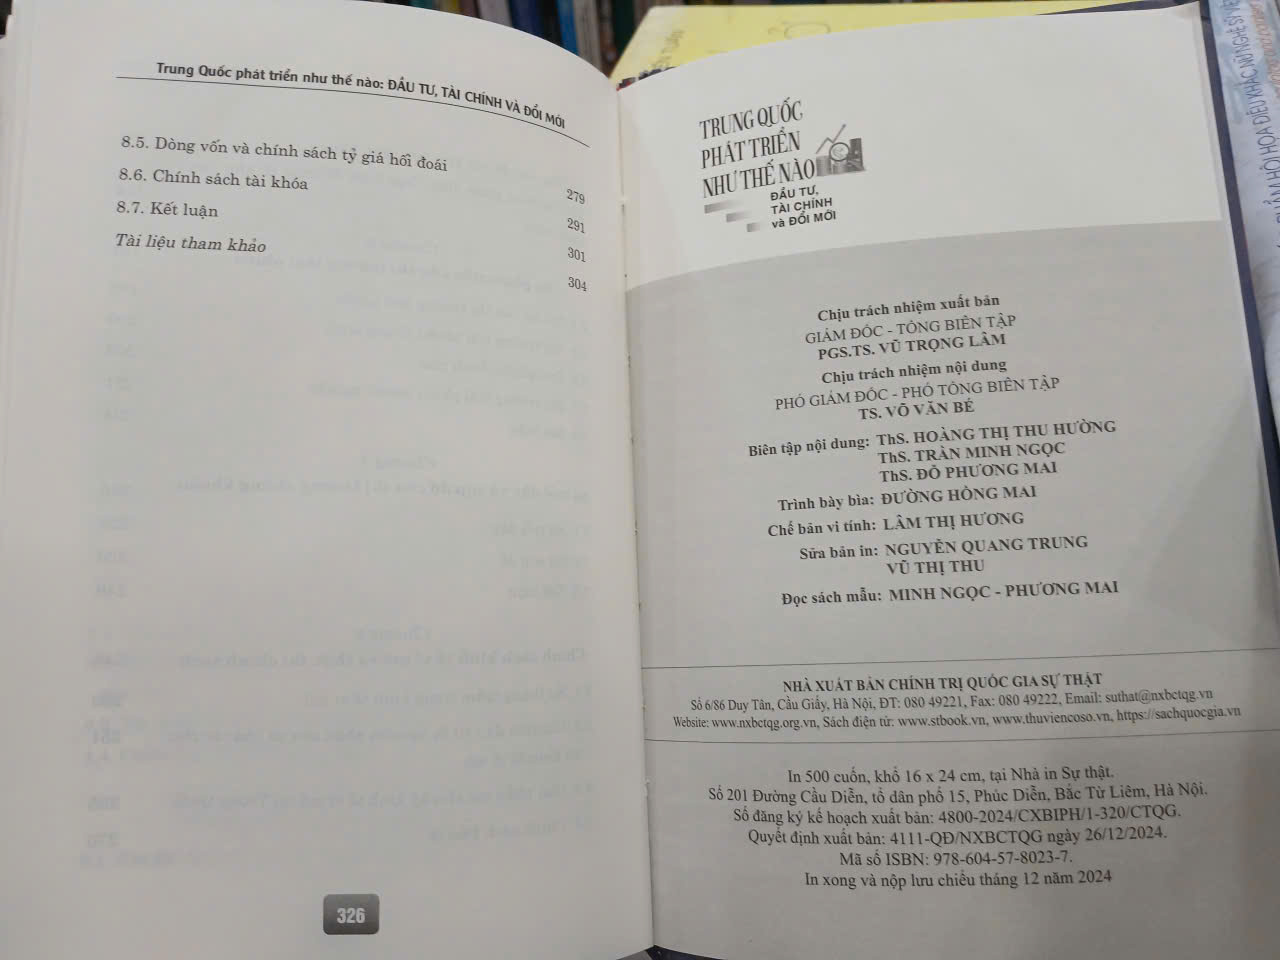 Trung Quốc phát triển như thế nào: ĐẦU TƯ, TÀI CHÍNH VÀ ĐỔI MỚI
8.5. Dòng vốn và chính sách tỷ giá hối đoái 279
8.6. Chính sách tài khóa 291
8.7. Kết luận 301
Tài liệu tham khảo 304
326
TRUNG QUỐC
PHÁT TRIỂN
NHƯ THẾ NÀO
ĐẦU TƯ,
TÀI CHÍNH
và ĐỔI MỚI
Chịu trách nhiệm xuất bản
GIÁM ĐỐC - TỔNG BIÊN TẬP
PGS.TS. VŨ TRỌNG LÂM
Chịu trách nhiệm nội dung
PHÓ GIÁM ĐỐC - PHÓ TỔNG BIÊN TẬP
TS. VÕ VĂN BÉ
Biên tập nội dung: ThS. HOÀNG THỊ THU HƯỜNG
ThS. TRẦN MINH NGỌC
ThS. ĐỖ PHƯƠNG MAI
Trình bày bìa: ĐƯỜNG HỒNG MAI
Chế bản vi tính: LÂM THỊ HƯƠNG
Sửa bản in: NGUYỄN QUANG TRUNG
VŨ THỊ THU
Đọc sách mẫu: MINH NGỌC - PHƯƠNG MAI
NHÀ XUẤT BẢN CHÍNH TRỊ QUỐC GIA SỰ THẬT
Số 6/86 Duy Tân, Cầu Giấy, Hà Nội, ĐT: 080 49221, Fax: 080 49222, Email: suthat@nxbctqg.vn
Website: www.nxbctqg.org.vn, Sách điện tử: www.stbook.vn, www.thuviencoso.vn, https://sachquocgia.vn
In 500 cuốn, khổ 16 x 24 cm, tại Nhà in Sự thật.
Số 201 Đường Cầu Diễn, tổ dân phố 15, Phúc Diễn, Bắc Từ Liêm, Hà Nội.
Số đăng ký kế hoạch xuất bản: 4800-2024/CXBIPH/1-320/CTQG.
Quyết định xuất bản: 4111-QĐ/NXBCTQG ngày 26/12/2024.
Mã số ISBN: 978-604-57-8023-7.
In xong và nộp lưu chiểu tháng 12 năm 2024